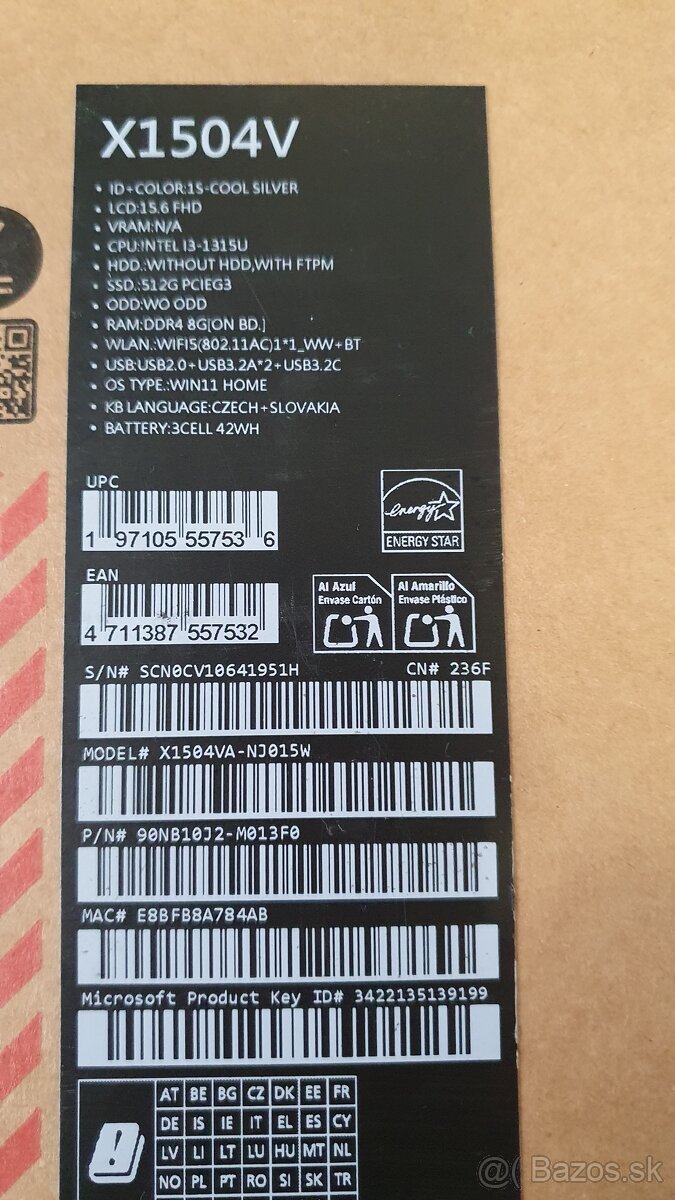 X1504V
• ID+COLOR:1S-COOL SILVER
• LCD:15.6 FHD
• VRAM:N/A
• CPU:INTEL I3-1315U
• HDD.:WITHOUT HDD,WITH FTPM
• SSD.:512G PCIEG3
• ODD:WO ODD
• RAM:DDR4 8G[ON BD.]
• WLAN.:WIFI5(802.11AC)1*1_WW+BT
• USB:USB2.0+USB3.2A*2+USB3.2C
• OS TYPE.:WIN11 HOME
• KB LANGUAGE:CZECH+SLOVAKIA
• BATTERY:3CELL 42WH
UPC
1 97105 55753 6
energy
ENERGY STAR
EAN
4 711387 557532
Al Azul
Envase Cartón
Al Amarillo
Envase Plástico
S/N# SCN0CV10641951H CN# 236F
MODEL# X1504VA-NJ015W
P/N# 90NB10J2-M013F0
MAC# E8BFB8A784AB
Microsoft Product Key ID# 3422135139199
AT BE BG CZ DK EE FR
DE IS IE IT EL ES CY
LV LI LT LU HU MT NL
NO PL PT RO SI SK TR
@( Bazos.sk